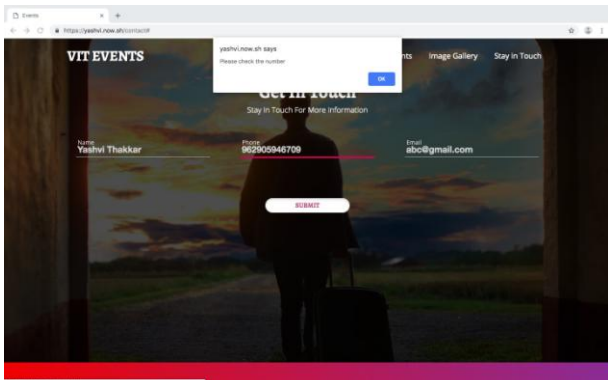 Events
https://yashvi.now.sh/contact#
VIT EVENTS
yashvi.now.sh says
Please check the number
OK
nts
Image Gallery
Stay In Touch
Get In Touch
Stay In Touch For More Information
Name
Yashvi Thakkar
Phone
962905946709
Email
abc@gmail.com
SUBMIT